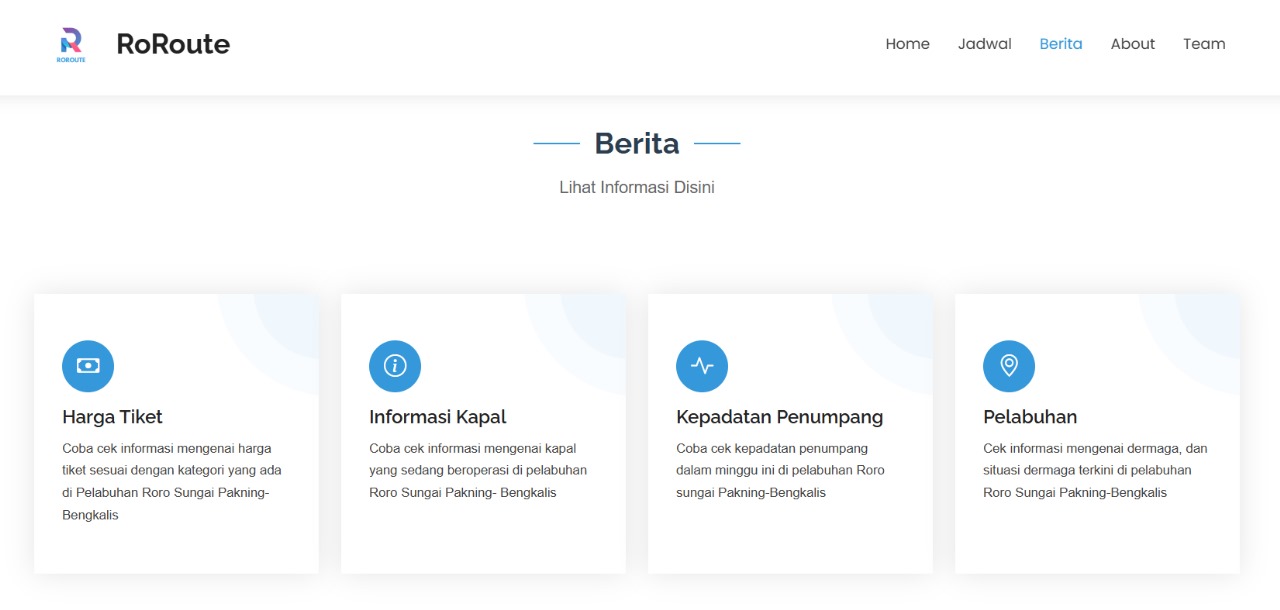 ROROUTE
RoRoute
Home
Jadwal
Berita
About
Team
Berita
Lihat Informasi Disini
Harga Tiket
Coba cek informasi mengenai harga
tiket sesuai dengan kategori yang ada
di Pelabuhan Roro Sungai Pakning-
Bengkalis
Informasi Kapal
Coba cek informasi mengenai kapal
yang sedang beroperasi di pelabuhan
Roro Sungai Pakning- Bengkalis
Kepadatan Penumpang
Coba cek kepadatan penumpang
dalam minggu ini di pelabuhan Roro
sungai Pakning-Bengkalis
Pelabuhan
Cek informasi mengenai dermaga, dan
situasi dermaga terkini di pelabuhan
Roro Sungai Pakning-Bengkalis